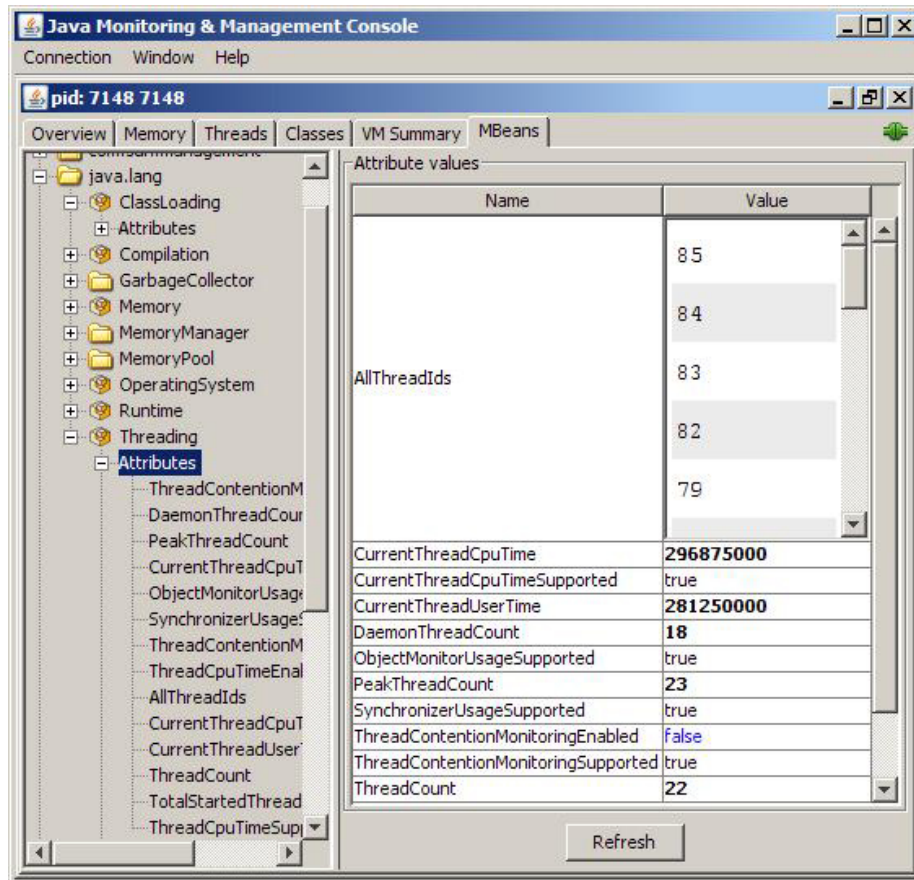 Java Monitoring & Management Console
Connection Window Help
pid: 7148 7148
Overview Memory Threads Classes VM Summary MBeans
java.lang
ClassLoading
Attributes
Compilation
GarbageCollector
Memory
MemoryManager
MemoryPool
OperatingSystem
Runtime
Threading
Attributes
ThreadContentionM
DaemonThreadCour
PeakThreadCount
CurrentThreadCpuT
ObjectMonitorUsage
SynchronizerUsageS
ThreadContentionM
ThreadCpuTimeEnal
AllThreadIds
CurrentThreadCpuT
CurrentThreadUser
ThreadCount
TotalStartedThread
ThreadCpuTimeSup
Attribute values
Name Value
AllThreadIds
85
84
83
82
79
CurrentThreadCpuTime 296875000
CurrentThreadCpuTimeSupported true
CurrentThreadUserTime 281250000
DaemonThreadCount 18
ObjectMonitorUsageSupported true
PeakThreadCount 23
SynchronizerUsageSupported true
ThreadContentionMonitoringEnabled false
ThreadContentionMonitoringSupported true
ThreadCount 22
Refresh